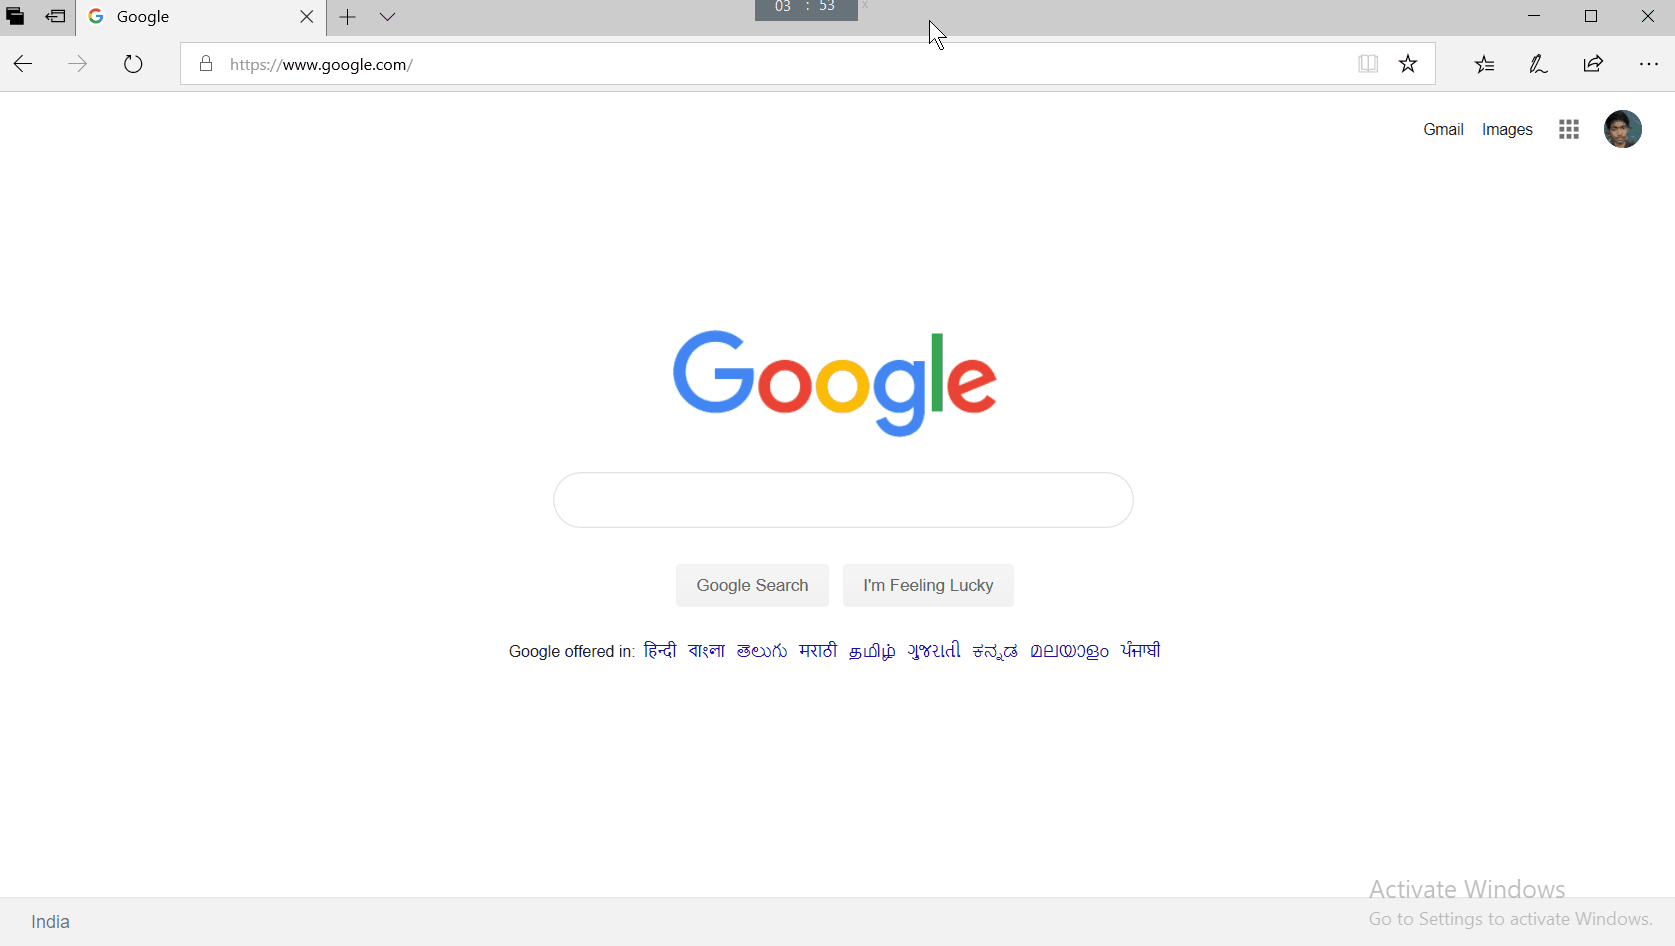 Google
03 : 53 x
https://www.google.com/
Gmail Images
Google
Google Search I'm Feeling Lucky
Google offered in: हिन्दी বাংলা తెలుగు मराठी தமிழ் ગુજરાતી ಕನ್ನಡ മലയാളം ਪੰਜਾਬੀ
Activate Windows
Go to Settings to activate Windows.
India